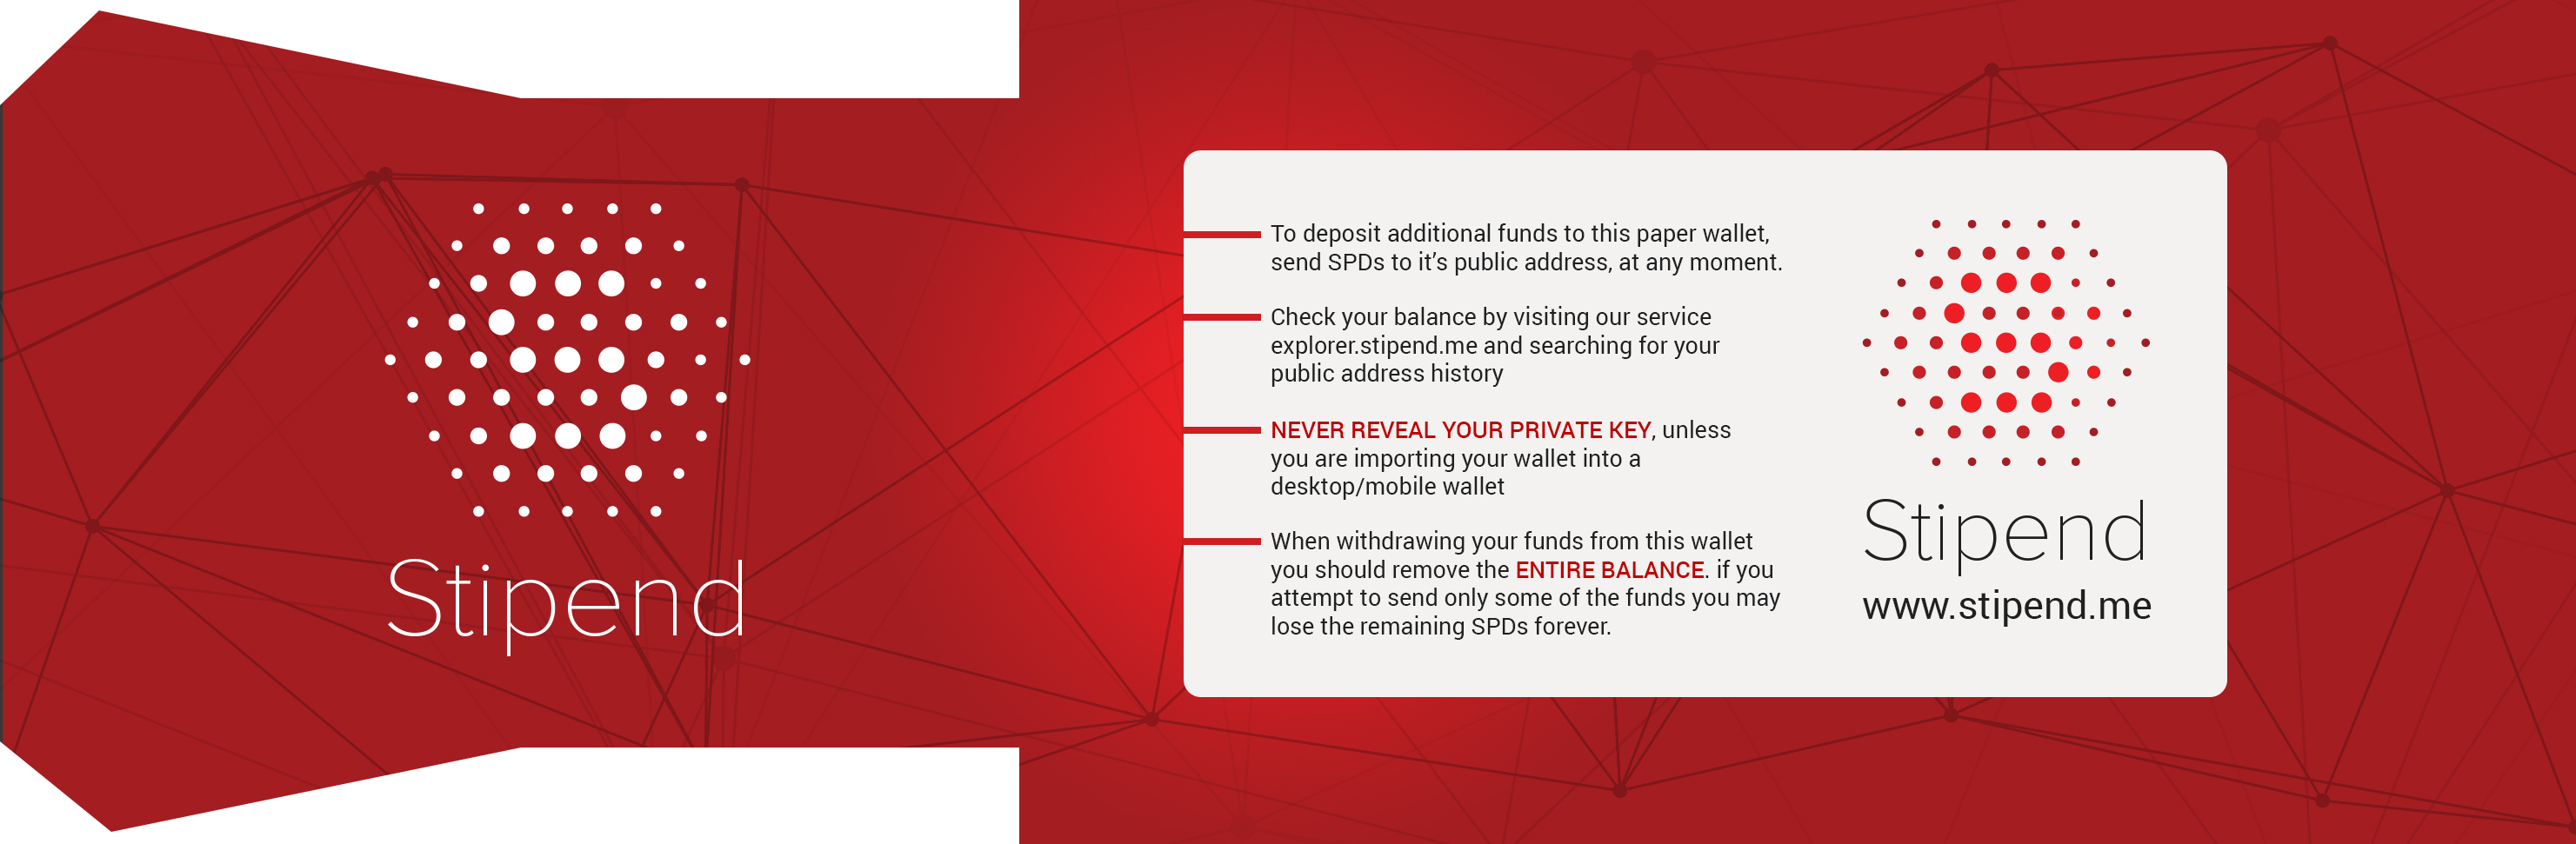 Stipend
To deposit additional funds to this paper wallet,
send SPDs to it’s public address, at any moment.
Check your balance by visiting our service
explorer.stipend.me and searching for your
public address history
NEVER REVEAL YOUR PRIVATE KEY, unless
you are importing your wallet into a
desktop/mobile wallet
When withdrawing your funds from this wallet
you should remove the ENTIRE BALANCE. if you
attempt to send only some of the funds you may
lose the remaining SPDs forever.
Stipend
www.stipend.me